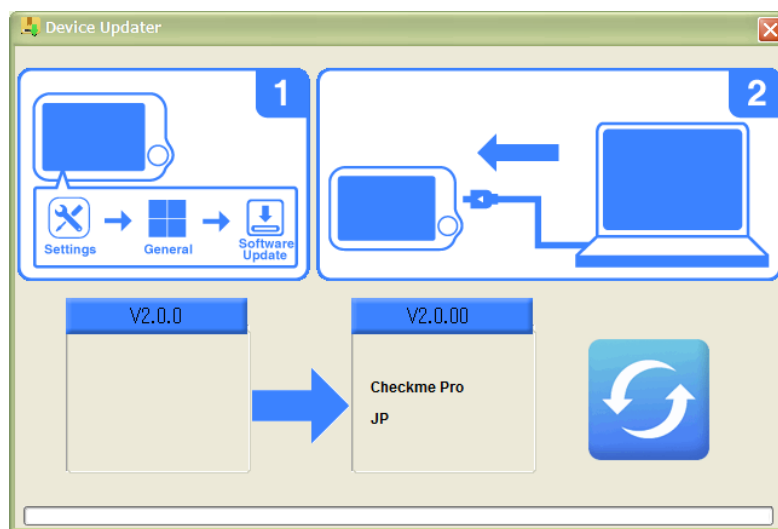 Device Updater
1
2
Settings
General
Software
Update
V2.0.0
V2.0.00
Checkme Pro
JP